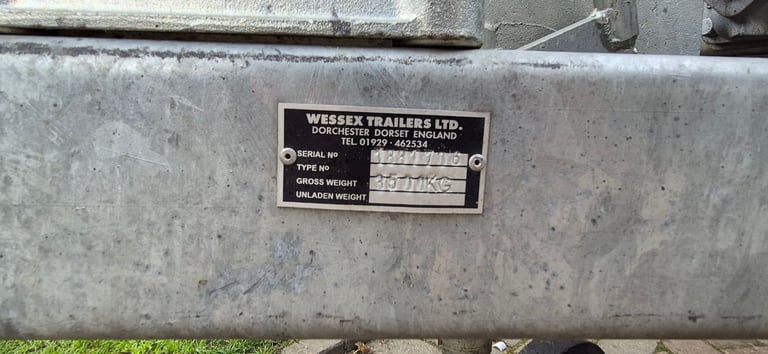 WESSEX TRAILERS LTD.
DORCHESTER DORSET ENGLAND
TEL. 01929 · 462534
SERIAL Nº
TYPE Nº
GROSS WEIGHT 3500KG
UNLADEN WEIGHT